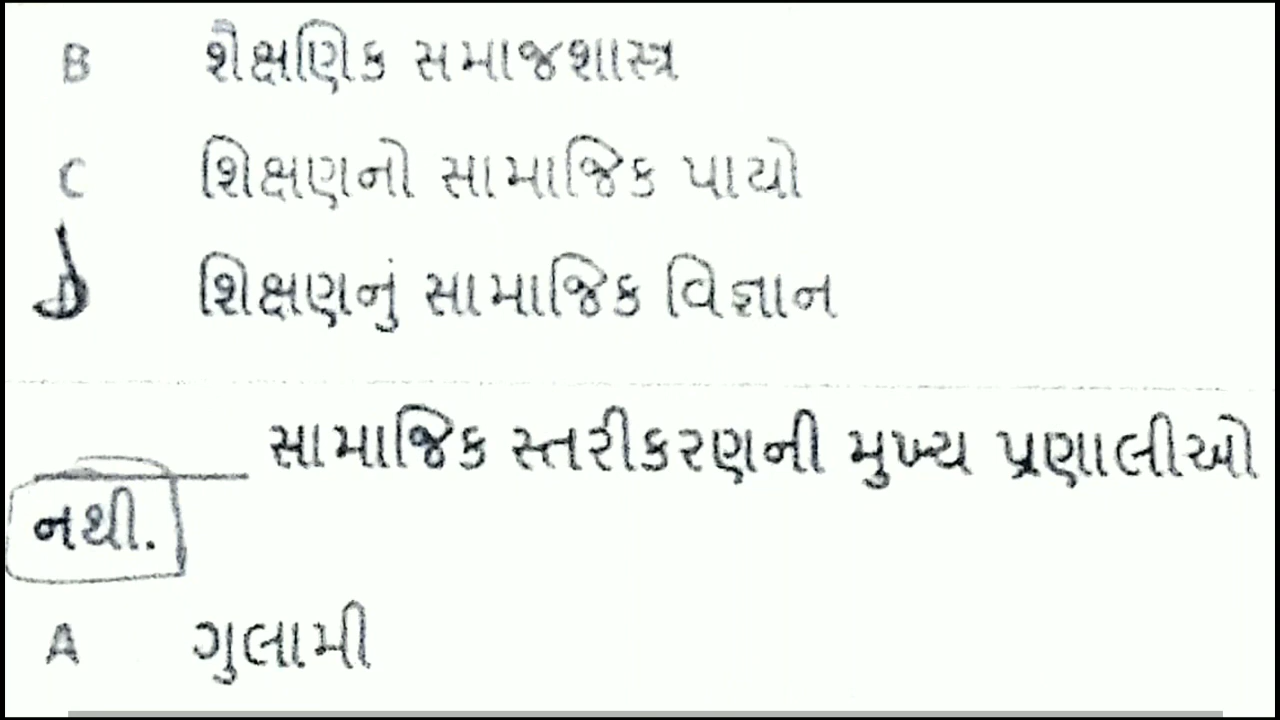 B શૈક્ષણિક સમાજશાસ્ત્ર
C શિક્ષણનો સામાજિક પાયો
D શિક્ષણનું સામાજિક વિજ્ઞાન
______ સામાજિક સ્તરીકરણની મુખ્ય પ્રણાલીઓ
નથી.
A ગુલામી